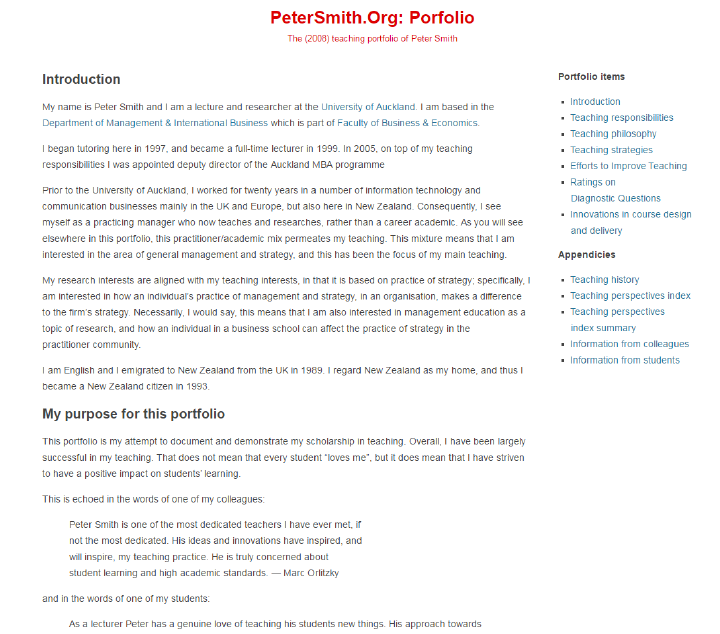 PeterSmith.Org: Porfolio
The (2008) teaching portfolio of Peter Smith
Introduction
My name is Peter Smith and I am a lecture and researcher at the University of Auckland. I am based in the
Department of Management & International Business which is part of Faculty of Business & Economics.
I began tutoring here in 1997, and became a full-time lecturer in 1999. In 2005, on top of my teaching
responsibilities I was appointed deputy director of the Auckland MBA programme
Prior to the University of Auckland, I worked for twenty years in a number of information technology and
communication businesses mainly in the UK and Europe, but also here in New Zealand. Consequently, I see
myself as a practicing manager who now teaches and researches, rather than a career academic. As you will see
elsewhere in this portfolio, this practitioner/academic mix permeates my teaching. This mixture means that I am
interested in the area of general management and strategy, and this has been the focus of my main teaching.
My research interests are aligned with my teaching interests, in that it is based on practice of strategy; specifically, I
am interested in how an individual's practice of management and strategy, in an organisation, makes a difference
to the firm's strategy. Necessarily, I would say, this means that I am also interested in management education as a
topic of research, and how an individual in a business school can affect the practice of strategy in the
practitioner community.
I am English and I emigrated to New Zealand from the UK in 1989. I regard New Zealand as my home, and thus I
became a New Zealand citizen in 1993.
My purpose for this portfolio
This portfolio is my attempt to document and demonstrate my scholarship in teaching. Overall, I have been largely
successful in my teaching. That does not mean that every student “loves me”, but it does mean that I have striven
to have a positive impact on students’ learning.
This is echoed in the words of one of my colleagues:
Peter Smith is one of the most dedicated teachers I have ever met, if
not the most dedicated. His ideas and innovations have inspired, and
will inspire, my teaching practice. He is truly concerned about
student learning and high academic standards. — Marc Orlitzky
and in the words of one of my students:
As a lecturer Peter has a genuine love of teaching his students new things. His approach towards
Portfolio items
Introduction
Teaching responsibilities
Teaching philosophy
Teaching strategies
Efforts to Improve Teaching
Ratings on
Diagnostic Questions
Innovations in course design
and delivery
Appendicies
Teaching history
Teaching perspectives index
Teaching perspectives
index summary
Information from colleagues
Information from students